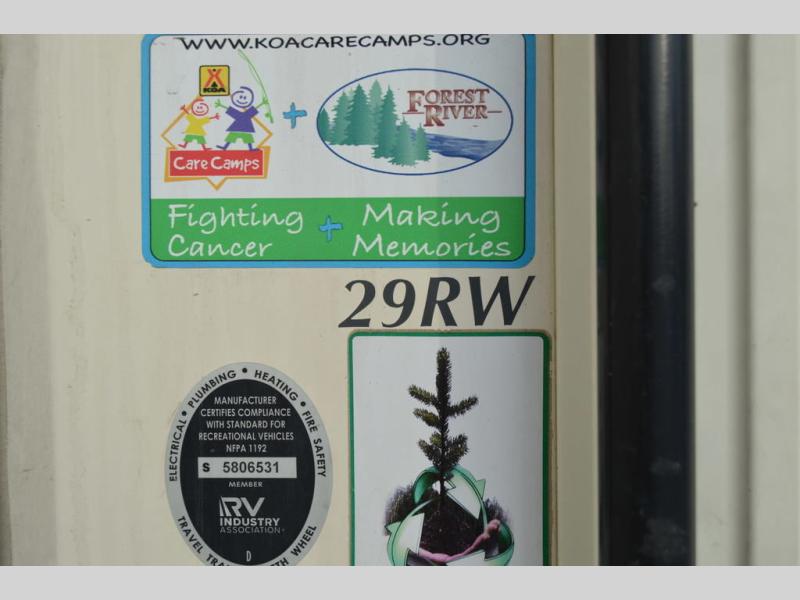 WWW.KOACARECAMPS.ORG
KOA
Care Camps
+
FOREST
RIVER
Fighting
Cancer
+
Making
Memories
29RW
ELECTRICAL • PLUMBING • HEATING • FIRE SAFETY
MANUFACTURER
CERTIFIES COMPLIANCE
WITH STANDARD FOR
RECREATIONAL VEHICLES
NFPA 1192
S 5806531
MEMBER
RV
INDUSTRY
ASSOCIATION
D
TRAVEL WHEEL